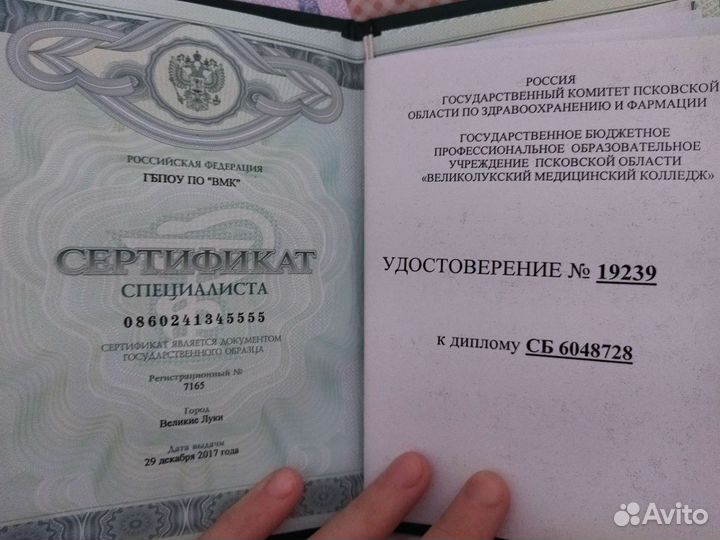 РОССИЙСКАЯ ФЕДЕРАЦИЯ
ГБПОУ ПО "ВМК"
СЕРТИФИКАТ
СПЕЦИАЛИСТА
0860241345555
СЕРТИФИКАТ ЯВЛЯЕТСЯ ДОКУМЕНТОМ
ГОСУДАРСТВЕННОГО ОБРАЗЦА
Регистрационный №
7165
Город
Великие Луки
Дата выдачи
29 декабря 2017 года
РОССИЯ
ГОСУДАРСТВЕННЫЙ КОМИТЕТ ПСКОВСКОЙ
ОБЛАСТИ ПО ЗДРАВООХРАНЕНИЮ И ФАРМАЦИИ
ГОСУДАРСТВЕННОЕ БЮДЖЕТНОЕ
ПРОФЕССИОНАЛЬНОЕ ОБРАЗОВАТЕЛЬНОЕ
УЧРЕЖДЕНИЕ ПСКОВСКОЙ ОБЛАСТИ
«ВЕЛИКОЛУКСКИЙ МЕДИЦИНСКИЙ КОЛЛЕДЖ»
УДОСТОВЕРЕНИЕ № 19239
к диплому СБ 6048728
Avito